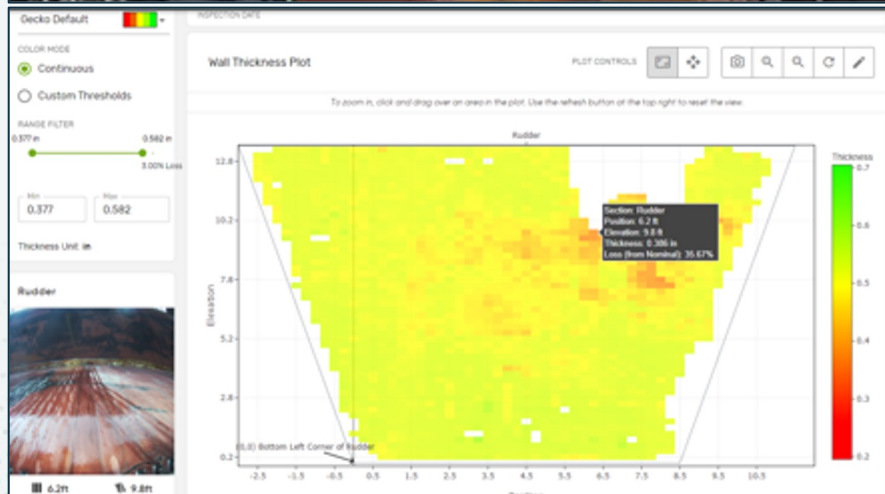 Gecko Default
COLOR MODE
Continuous
Custom Thresholds
RANGE FILTER
0.377 in
0.582 in
3.00% Loss
Min
0.377
Max
0.582
Thickness Unit: in
Rudder
6.2ft
9.8ft
INSPECTION DATE
Wall Thickness Plot
PLOT CONTROLS
To zoom in, click and drag over an area in the plot. Use the refresh button at the top right to reset the view.
Rudder
Elevation
12.8
10.2
7.8
5.2
2.8
0.2
Section: Rudder
Position: 6.2 ft
Elevation: 9.8 ft
Thickness: 0.386 in
Loss (from Nominal): 35.67%
(0,0) Bottom Left Corner of Rudder
-2.5
-1.5
-0.5
0.5
1.5
2.5
3.5
4.5
5.5
6.5
7.5
8.5
9.5
10.5
Thickness
0.7
0.6
0.5
0.4
0.3
0.2